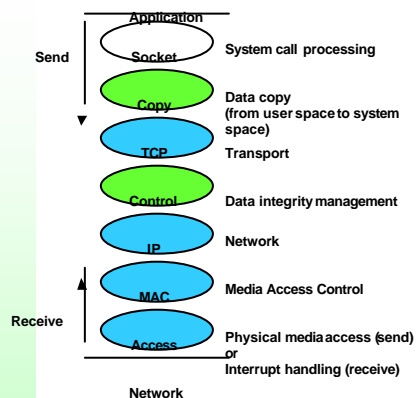 Application
Send
Socket
System call processing
Copy
Data copy
(from user space to system
space)
TCP
Transport
Control
Data integrity management
IP
Network
MAC
Media Access Control
Receive
Access
Physical media access (send)
or
Interrupt handling (receive)
Network